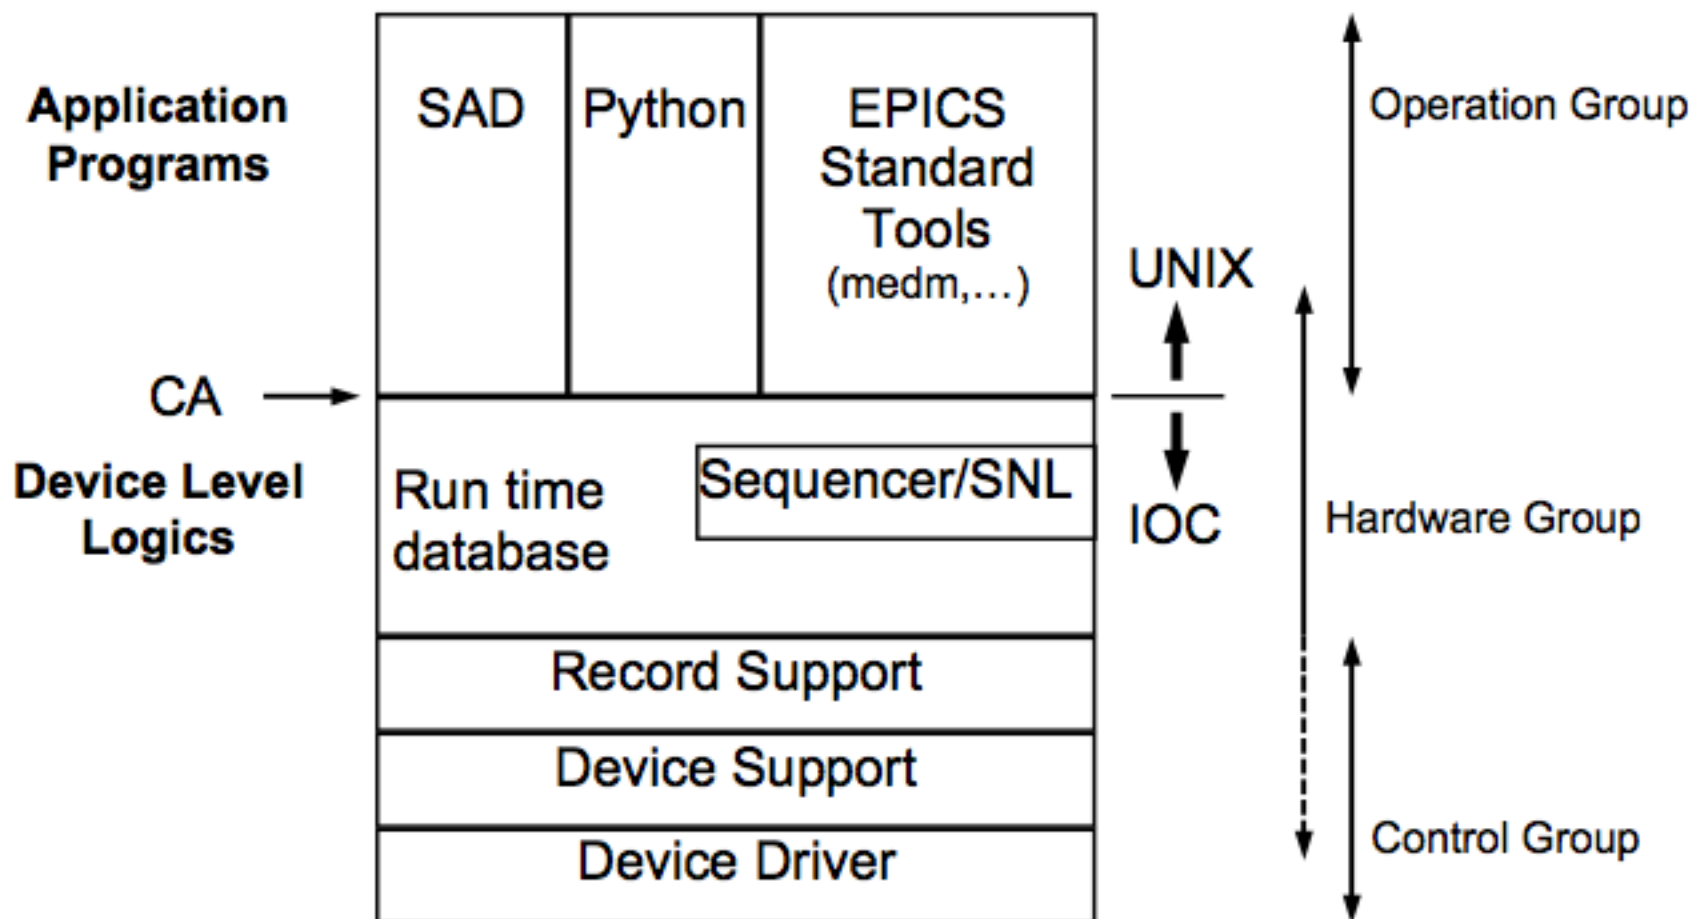 Application
Programs
SAD
Python
EPICS
Standard
Tools
(medm,...)
Operation Group
UNIX
CA
Device Level
Logics
Run time
database
Sequencer/SNL
IOC
Hardware Group
Record Support
Device Support
Device Driver
Control Group